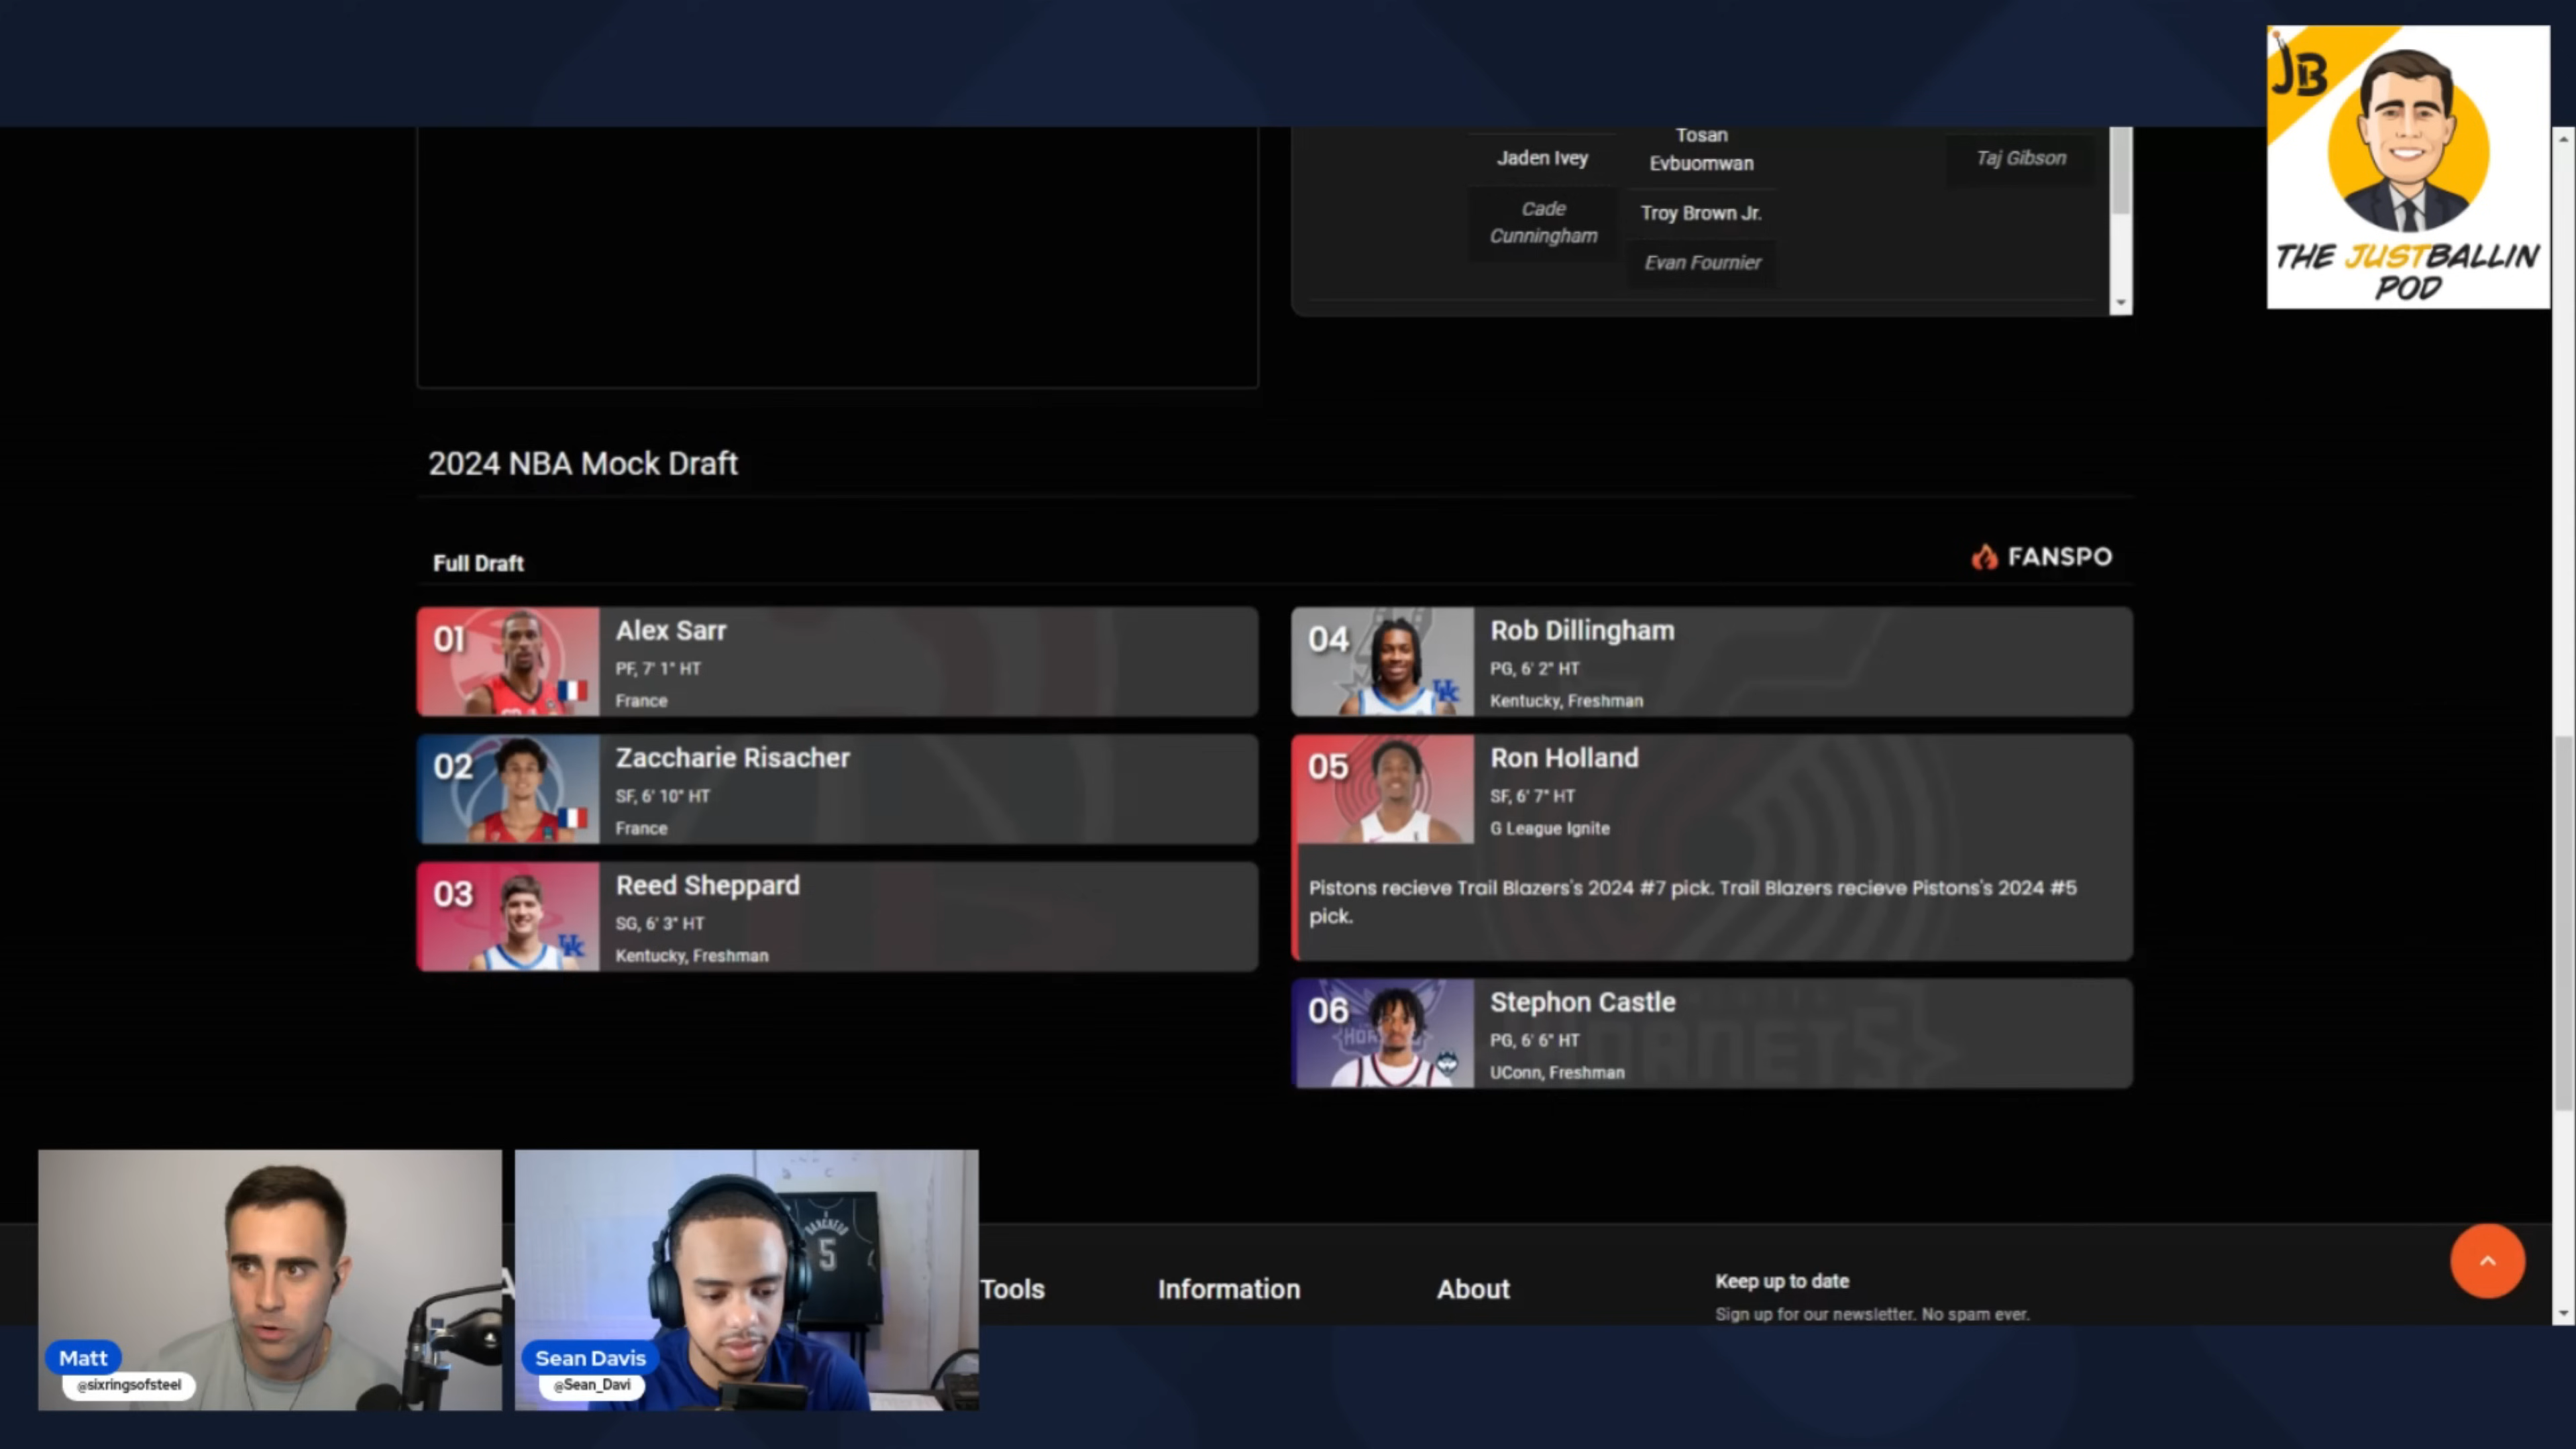 JB
THE JUSTBALLIN
POD
Jaden Ivey
Cade
Cunningham
Tosan
Evbuomwan
Troy Brown Jr.
Evan Fournier
Taj Gibson
2024 NBA Mock Draft
Full Draft
FANSPO
01
Alex Sarr
PF, 7' 1" HT
France
02
Zaccharie Risacher
SF, 6' 10" HT
France
03
Reed Sheppard
SG, 6' 3" HT
Kentucky, Freshman
04
Rob Dillingham
PG, 6' 2" HT
Kentucky, Freshman
05
Ron Holland
SF, 6' 7" HT
G League Ignite
Pistons recieve Trail Blazers's 2024 #7 pick. Trail Blazers recieve Pistons's 2024 #5
pick.
06
Stephon Castle
PG, 6' 6" HT
UConn, Freshman
Tools
Information
About
Keep up to date
Sign up for our newsletter. No spam ever.
BANCHERO
5
Matt
@sixringsofsteel
Sean Davis
@Sean_Davi